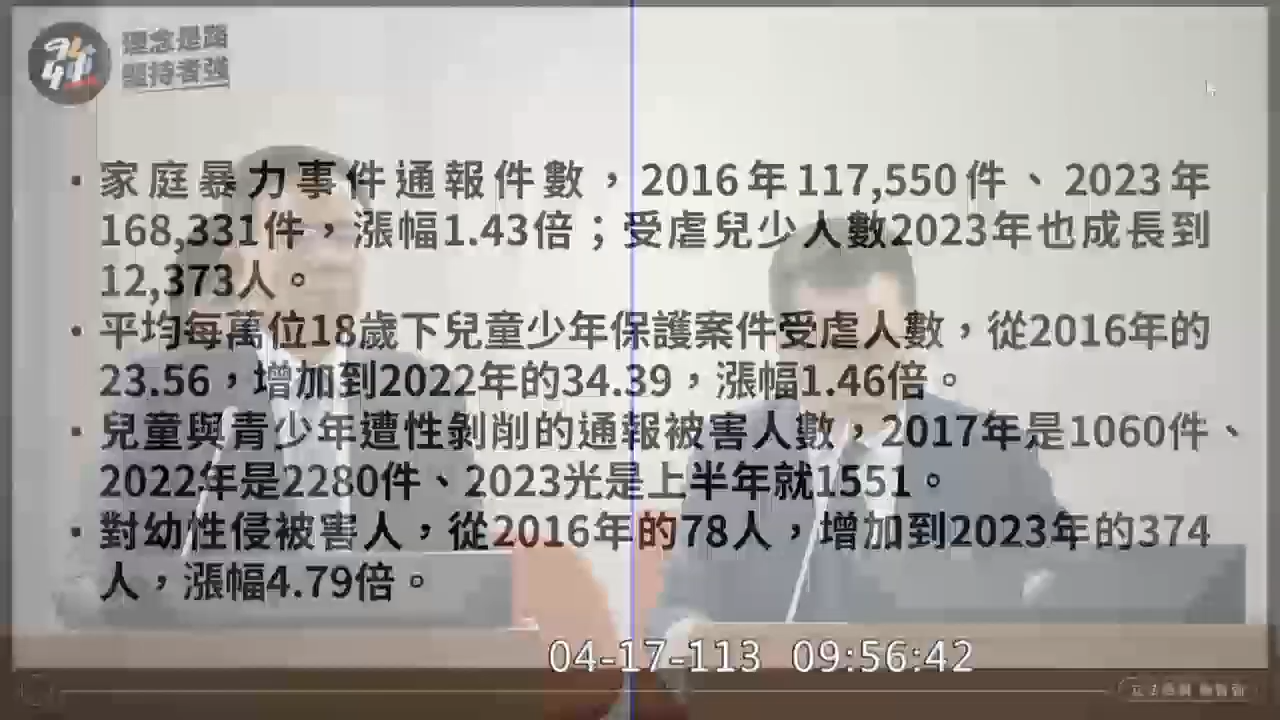 理念是路
堅持者強
家庭暴力事件通報件數，2016年117,550件、2023年
168,331件，漲幅1.43倍；受虐兒少人數2023年也成長到
12,373人。
平均每萬位18歲下兒童少年保護案件受虐人數，從2016年的
23.56，增加到2022年的34.39，漲幅1.46倍。
兒童與青少年遭性剝削的通報被害人數，2017年是1060件、
2022年是2280件、2023光是上半年就1551。
對幼性侵被害人，從2016年的78人，增加到2023年的374
人，漲幅4.79倍。
04-17-113 09:56:42